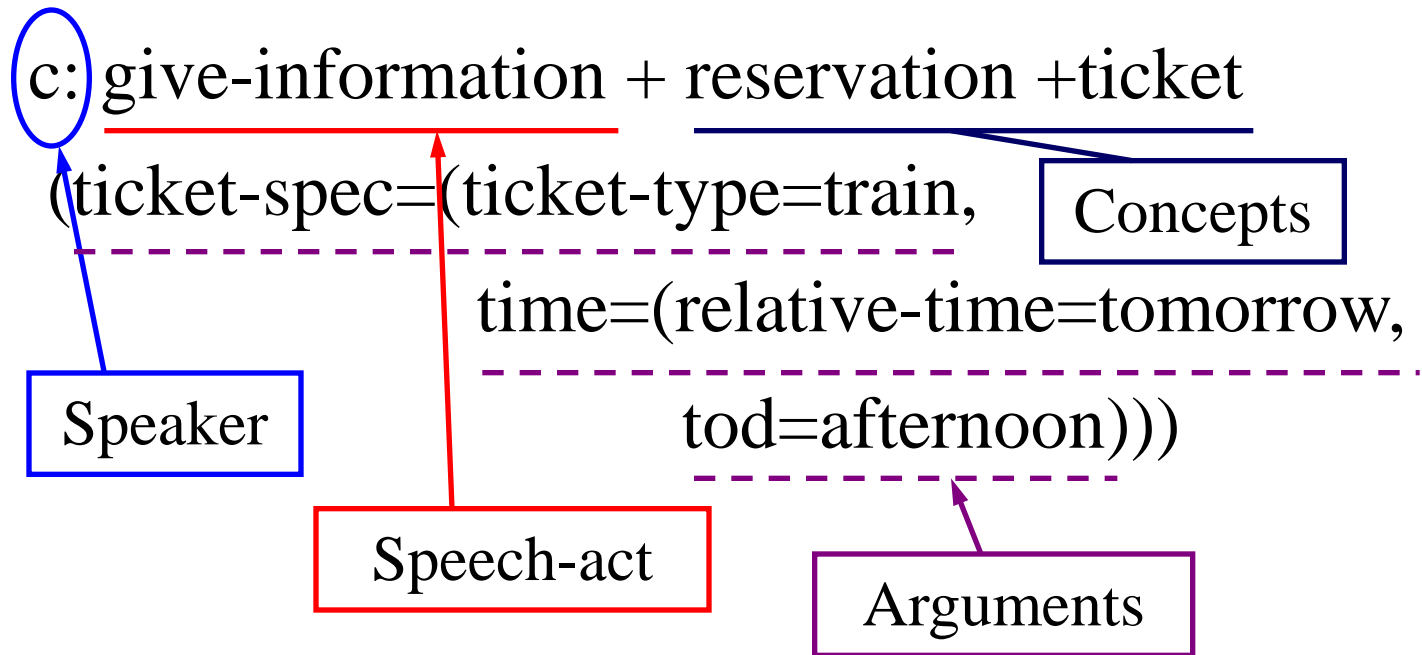 c: give-information + reservation +ticket
(ticket-spec=(ticket-type=train,
Concepts
time=(relative-time=tomorrow,
Speaker
tod=afternoon)))
Speech-act
Arguments